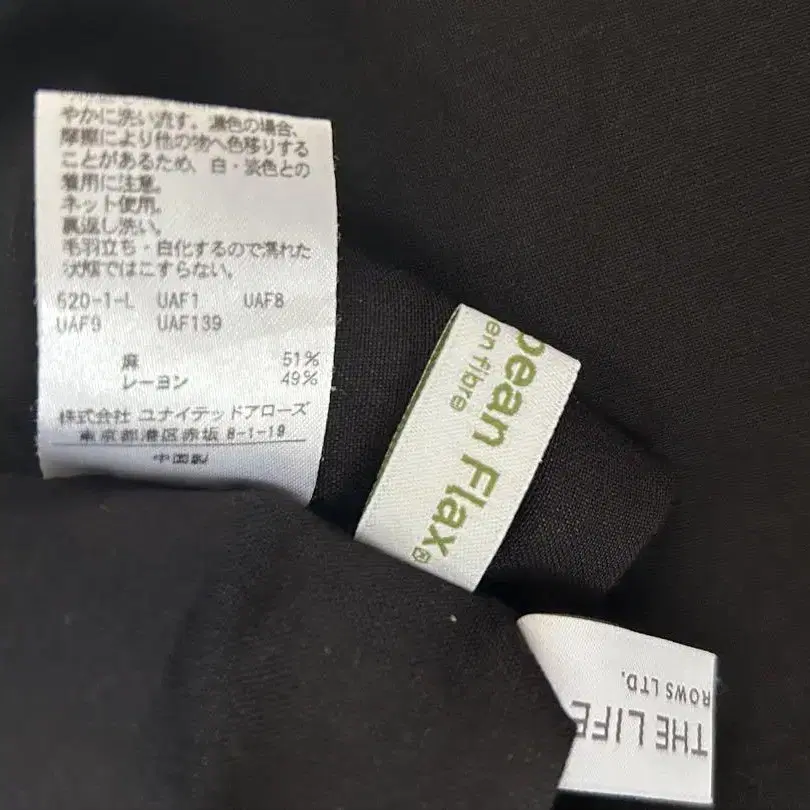 やかに洗い流す。濃色の場合、
摩擦により他の物へ色移りする
ことがあるため、白・淡色との
着用に注意。
ネット使用。
裏返し洗い。
毛羽立ち・白化するので濡れた
状態ではこすらない。
620-1-L UAF1 UAF8
UAF9 UAF139
麻 51%
レーヨン 49%
株式会社 ユナイテッドアローズ
東京都港区赤坂 8-1-19
中国製
pean Flax®
en fibre
THE LIFE
ROWS LTD.